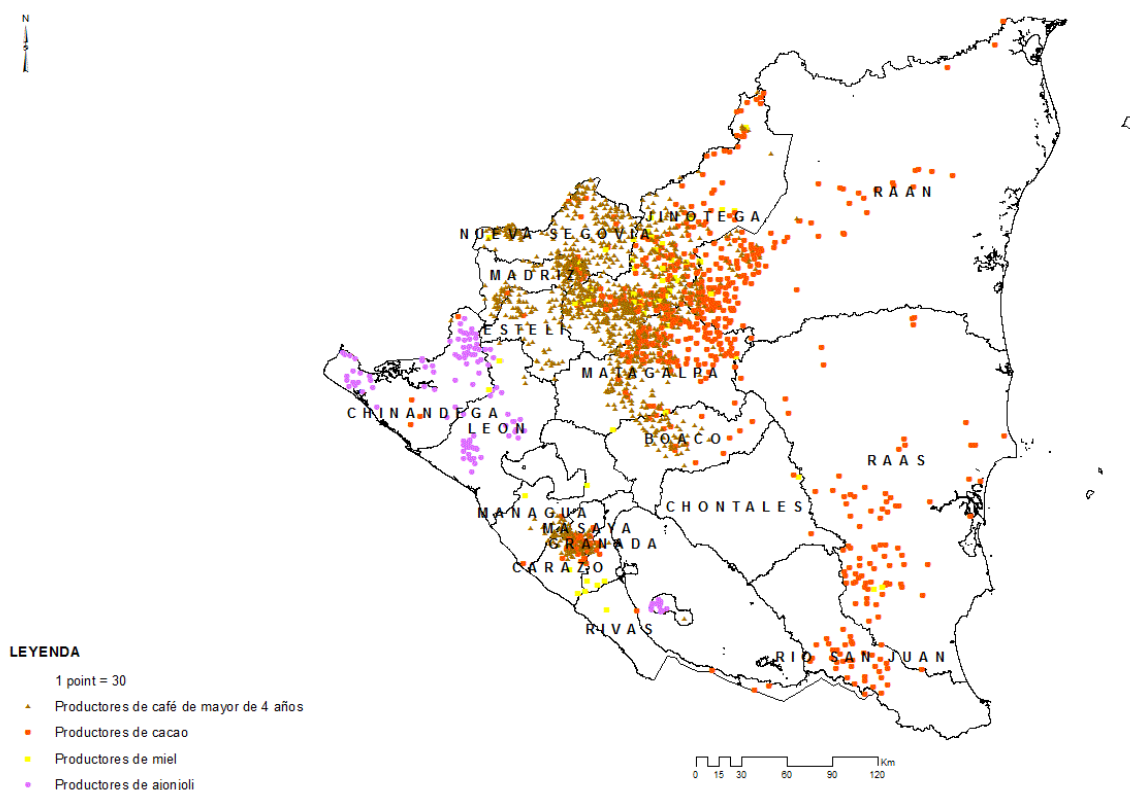 N
RAAN
JINOTEGA
NUEVA SEGOVIA
MADRIZ
ESTELI
MATAGALPA
CHINANDEGA
LEON
BOACO
RAAS
CHONTALES
MANAGUA
MASAYA
GRANADA
CARAZO
RIVAS
RIO SAN JUAN
LEYENDA
1 point = 30
Productores de café de mayor de 4 años
Productores de cacao
Productores de miel
Productores de aionioli
Km
0 15 30 60 90 120